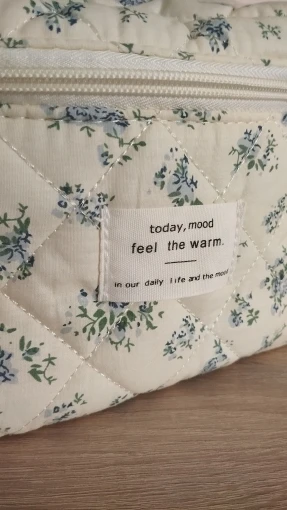 today, mood
feel the warm.
in our daily life and the mood